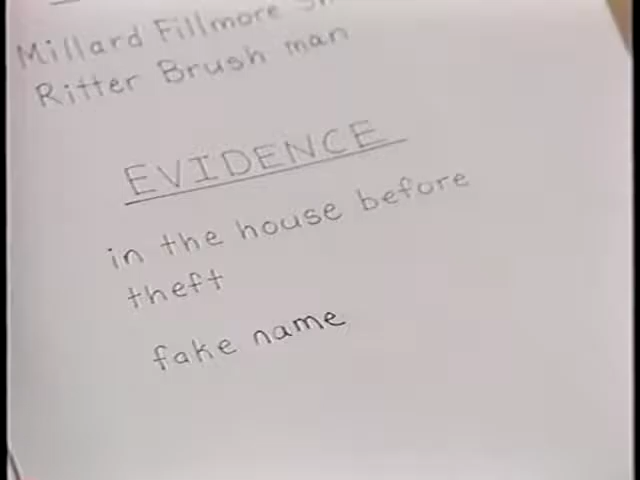 Millard Fillmore
Ritter Brush man
EVIDENCE
in the house before
theft
fake name